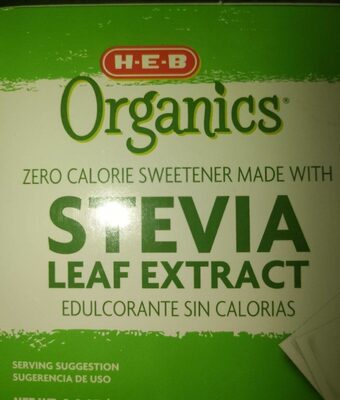 H-E-B
Organics®
ZERO CALORIE SWEETENER MADE WITH
STEVIA
LEAF EXTRACT
EDULCORANTE SIN CALORIAS
SERVING SUGGESTION
SUGERENCIA DE USO